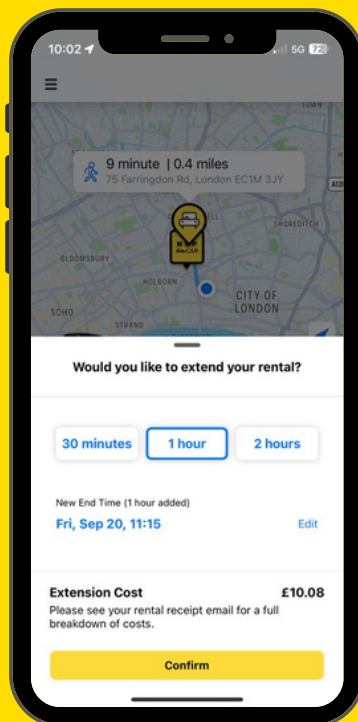 10:02
5G 72
TOWN
9 minute | 0.4 miles
75 Farringdon Rd, London EC1M 3JY
SHOREDITCH
BLOOMSBURY
CAR
HOLBORN
CITY OF
LONDON
SOHO
STRAND
Would you like to extend your rental?
30 minutes 1 hour 2 hours
New End Time (1 hour added)
Fri, Sep 20, 11:15 Edit
Extension Cost £10.08
Please see your rental receipt email for a full
breakdown of costs.
Confirm